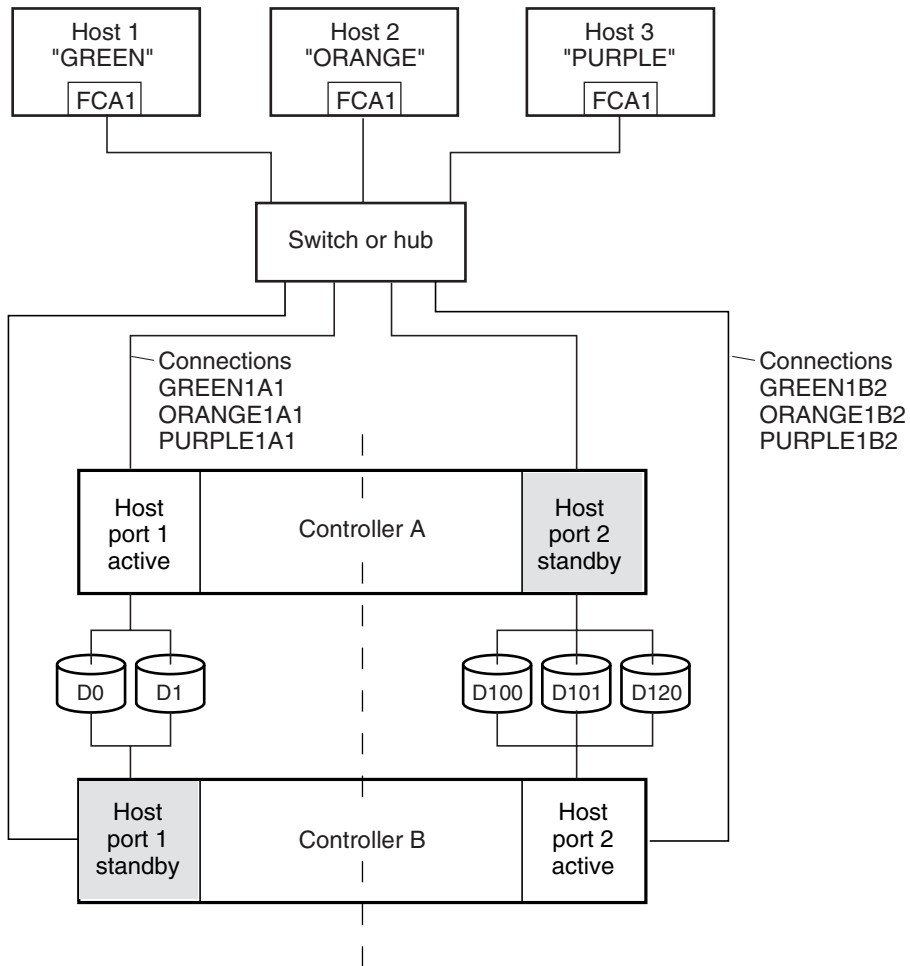 Host 1
"GREEN"
FCA1
Host 2
"ORANGE"
FCA1
Host 3
"PURPLE"
FCA1
Switch or hub
Connections
GREEN1A1
ORANGE1A1
PURPLE1A1
Connections
GREEN1B2
ORANGE1B2
PURPLE1B2
Host
port 1
active
Controller A
Host
port 2
standby
D0
D1
D100
D101
D120
Host
port 1
standby
Controller B
Host
port 2
active